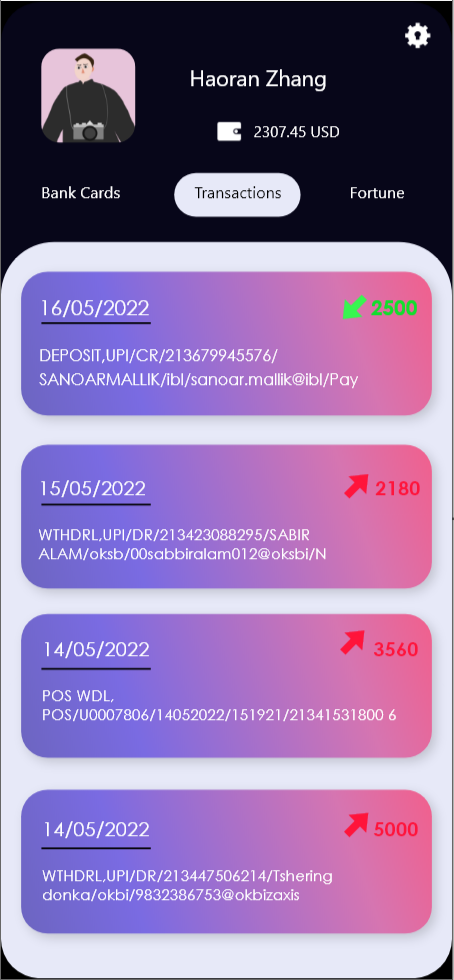 Haoran Zhang
2307.45 USD
Bank Cards
Transactions
Fortune
16/05/2022
2500
DEPOSIT,UPI/CR/213679945576/
SANOARMALLIK/ibl/sanoar.mallik@ibl/Pay
15/05/2022
2180
WTHDRL,UPI/DR/213423088295/SABIR
ALAM/oksb/00sabbiralam012@oksbi/N
14/05/2022
3560
POS WDL,
POS/U0007806/14052022/151921/21341531800 6
14/05/2022
5000
WTHDRL,UPI/DR/213447506214/Tshering
donka/okbi/9832386753@okbizaxis